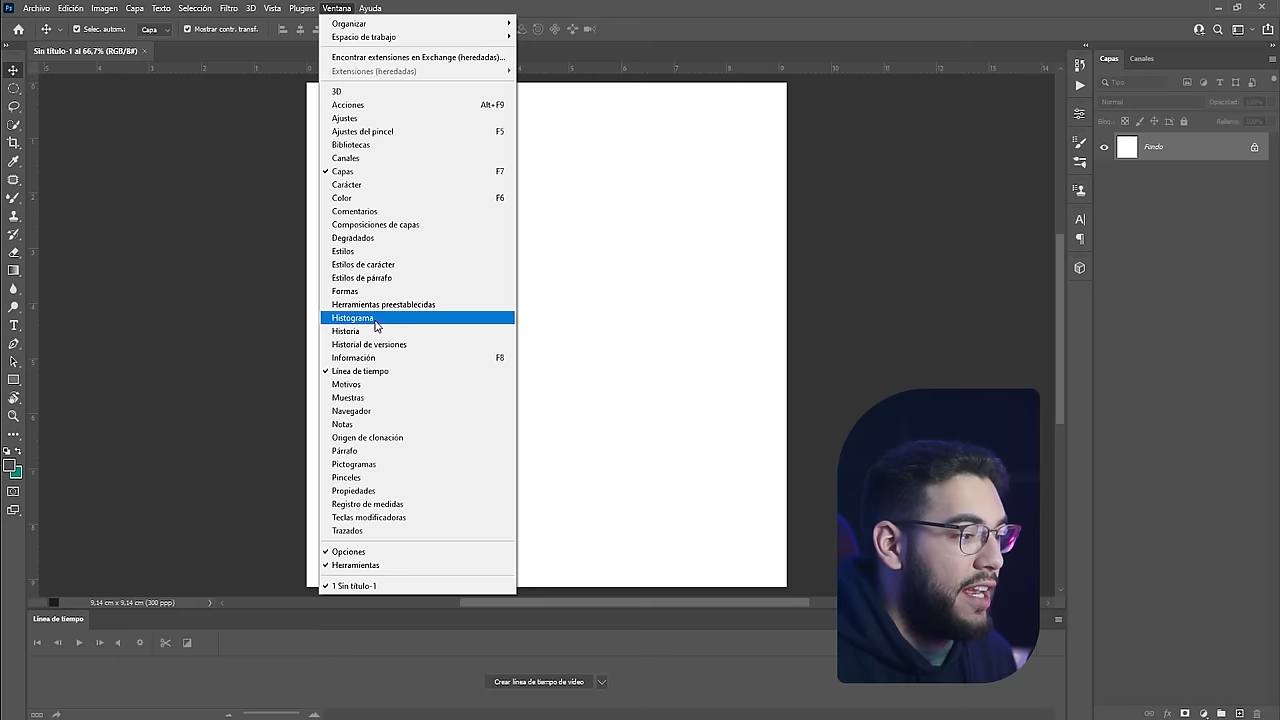 Ps Archivo Edición Imagen Capa Texto Selección Filtro 3D Vista Plugins Ventana Ayuda
Selec. autom.: Capa Mostrar contr. transf.
Sin título-1 al 66,7% (RGB/8#)
Organizar
Espacio de trabajo
Encontrar extensiones en Exchange (heredadas)...
Extensiones (heredadas)
3D
Acciones Alt+F9
Ajustes
Ajustes del pincel F5
Bibliotecas
Canales
Capas F7
Carácter
Color F6
Comentarios
Composiciones de capas
Degradados
Estilos
Estilos de carácter
Estilos de párrafo
Formas
Herramientas preestablecidas
Histograma
Historia
Historial de versiones
Información F8
Línea de tiempo
Motivos
Muestras
Navegador
Notas
Origen de clonación
Párrafo
Pictogramas
Pinceles
Propiedades
Registro de medidas
Teclas modificadoras
Trazados
Opciones
Herramientas
1 Sin título-1
Capas Canales
Tipo
Normal Opacidad: 100%
Bloq.: Relleno: 100%
Fondo
9,14 cm x 9,14 cm (300 ppp)
Línea de tiempo
Crear línea de tiempo de vídeo